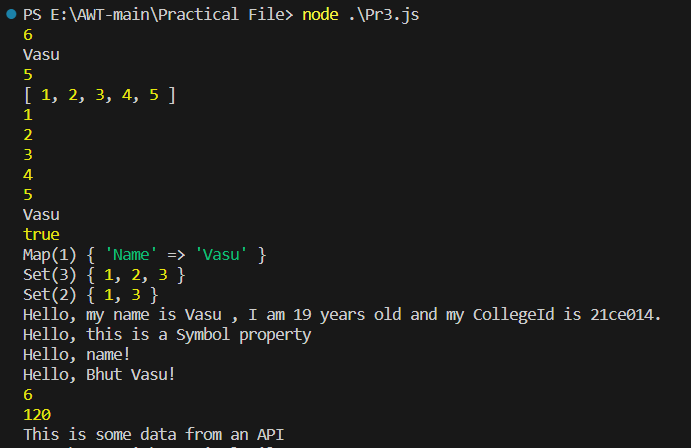 PS E:\AWT-main\Practical File> node .\Pr3.js
6
Vasu
5
[ 1, 2, 3, 4, 5 ]
1
2
3
4
5
Vasu
true
Map(1) { 'Name' => 'Vasu' }
Set(3) { 1, 2, 3 }
Set(2) { 1, 3 }
Hello, my name is Vasu , I am 19 years old and my CollegeId is 21ce014.
Hello, this is a Symbol property
Hello, name!
Hello, Bhut Vasu!
6
120
This is some data from an API